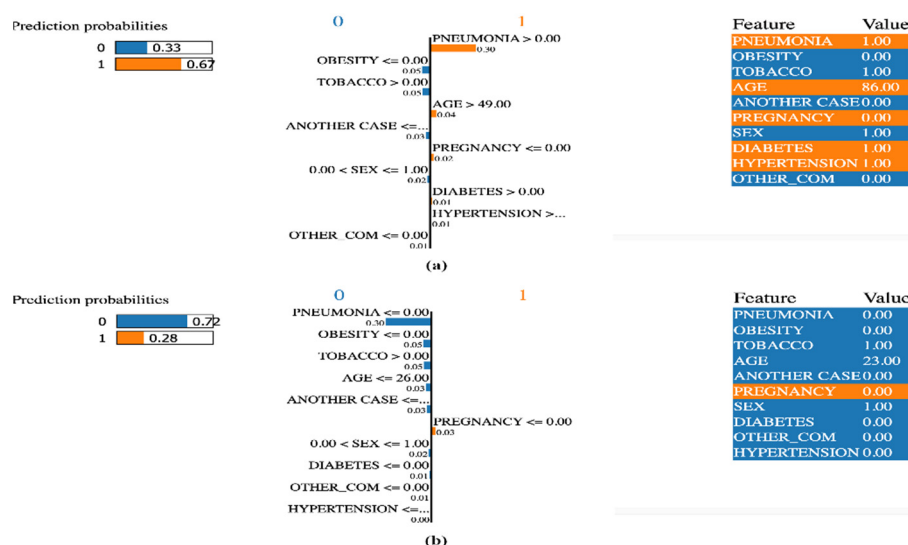 Prediction probabilities
0 0.33
1 0.67
0 1
PNEUMONIA > 0.00
0.30
OBESITY <= 0.00
0.05
TOBACCO > 0.00
0.05
AGE > 49.00
0.04
ANOTHER CASE <=...
0.03
PREGNANCY <= 0.00
0.02
0.00 < SEX <= 1.00
0.02
DIABETES > 0.00
0.01
HYPERTENSION >...
0.01
OTHER_COM <= 0.00
0.01
Feature Value
PNEUMONIA 1.00
OBESITY 0.00
TOBACCO 1.00
AGE 86.00
ANOTHER CASE 0.00
PREGNANCY 0.00
SEX 1.00
DIABETES 1.00
HYPERTENSION 1.00
OTHER_COM 0.00
(a)
Prediction probabilities
0 0.72
1 0.28
0 1
PNEUMONIA <= 0.00
0.30
OBESITY <= 0.00
0.05
TOBACCO > 0.00
0.05
AGE <= 26.00
0.03
ANOTHER CASE <=...
0.03
PREGNANCY <= 0.00
0.03
0.00 < SEX <= 1.00
0.02
DIABETES <= 0.00
0.01
OTHER_COM <= 0.00
0.01
HYPERTENSION <=...
0.00
Feature Value
PNEUMONIA 0.00
OBESITY 0.00
TOBACCO 1.00
AGE 23.00
ANOTHER CASE 0.00
PREGNANCY 0.00
SEX 1.00
DIABETES 0.00
OTHER_COM 0.00
HYPERTENSION 0.00
(b)